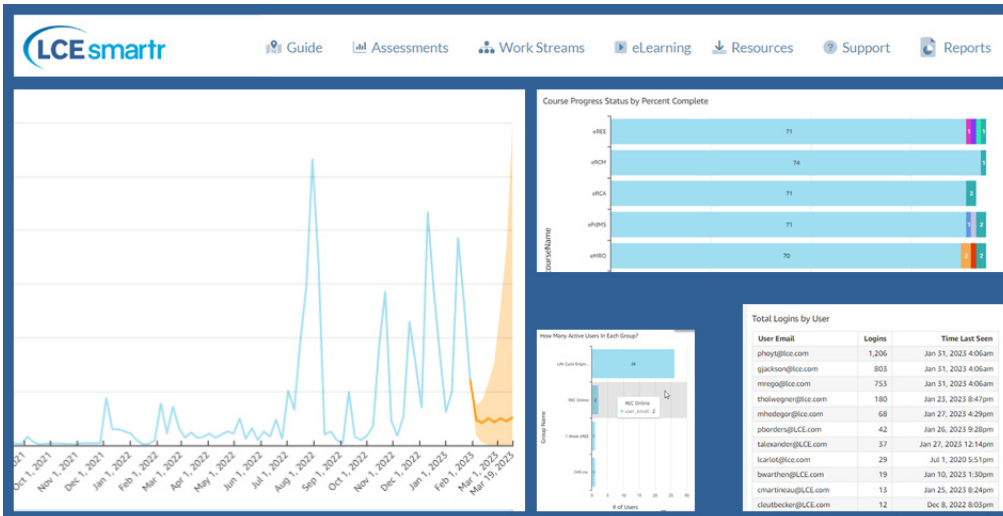 LCE smartr
Guide
Assessments
Work Streams
eLearning
Resources
Support
Reports
Oct 1, 2021
Nov 1, 2021
Dec 1, 2021
Jan 1, 2022
Feb 1, 2022
Mar 1, 2022
Apr 1, 2022
May 1, 2022
Jun 1, 2022
Jul 1, 2022
Aug 1, 2022
Sep 1, 2022
Oct 1, 2022
Nov 1, 2022
Dec 1, 2022
Jan 1, 2023
Feb 1, 2023
Mar 1, 2023
Mar 19, 2023
Course Progress Status by Percent Complete
courseName
eREE 71 1 1
eRCM 74 1
eRCA 71 2
ePdMS 71 1 2
eMRO 70 2 2
How Many Active Users In Each Group?
Group Name
Life Cycle Engin...
REC Online 2
REC Online
user_email 2
0 5 10 15 20 25 30
# of Users
Total Logins by User
User Email Logins Time Last Seen
phoyt@lce.com 1,206 Jan 31, 2023 4:06am
gjackson@lce.com 803 Jan 31, 2023 4:06am
mrego@lce.com 753 Jan 31, 2023 4:06am
tholwegner@lce.com 180 Jan 23, 2023 8:47pm
mhedegor@lce.com 68 Jan 27, 2023 4:29pm
pborders@LCE.com 42 Jan 26, 2023 9:28pm
talexander@LCE.com 37 Jan 27, 2023 12:14pm
lcarlot@lce.com 29 Jul 1, 2020 5:51pm
bwarthen@LCE.com 19 Jan 10, 2023 1:30pm
cmartineau@LCE.com 13 Jan 25, 2023 8:24pm
cleutbecker@LCE.com 12 Dec 8, 2022 8:03pm